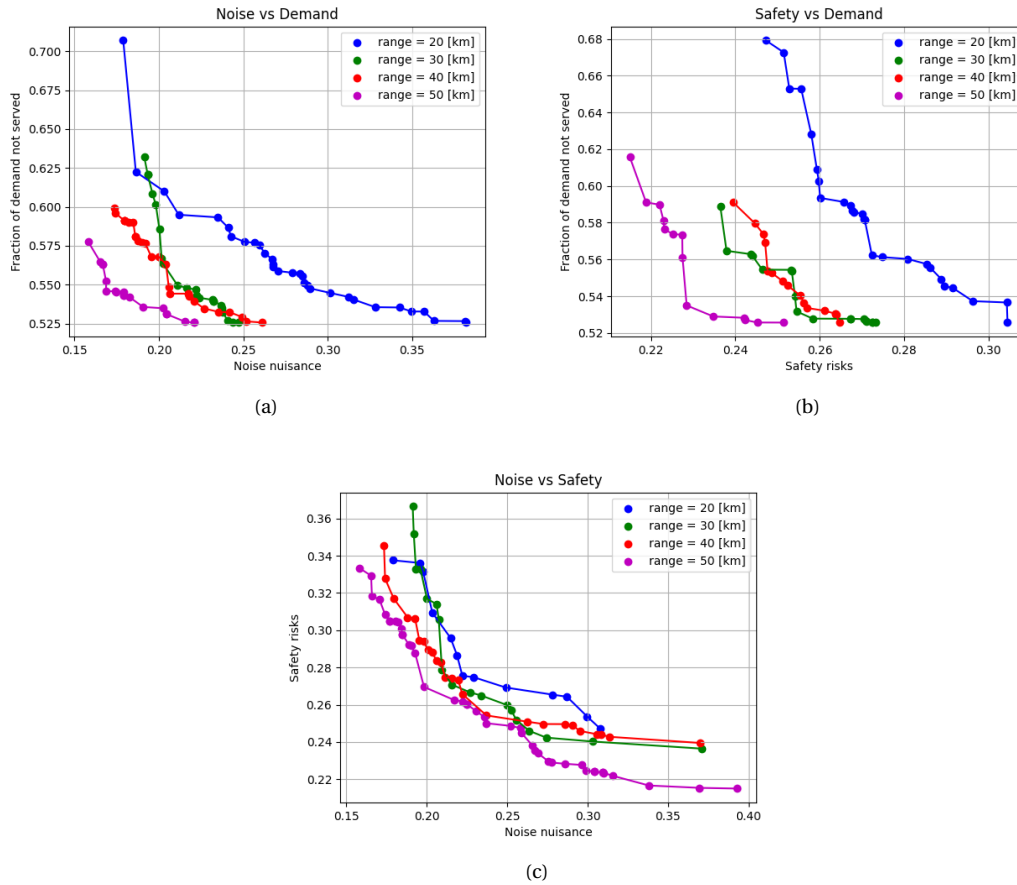 Noise vs Demand
Fraction of demand not served
0.700
0.675
0.650
0.625
0.600
0.575
0.550
0.525
range = 20 [km]
range = 30 [km]
range = 40 [km]
range = 50 [km]
0.15 0.20 0.25 0.30 0.35
Noise nuisance
(a)
Safety vs Demand
Fraction of demand not served
0.68
0.66
0.64
0.62
0.60
0.58
0.56
0.54
0.52
range = 20 [km]
range = 30 [km]
range = 40 [km]
range = 50 [km]
0.22 0.24 0.26 0.28 0.30
Safety risks
(b)
Noise vs Safety
Safety risks
0.36
0.34
0.32
0.30
0.28
0.26
0.24
0.22
range = 20 [km]
range = 30 [km]
range = 40 [km]
range = 50 [km]
0.15 0.20 0.25 0.30 0.35 0.40
Noise nuisance
(c)